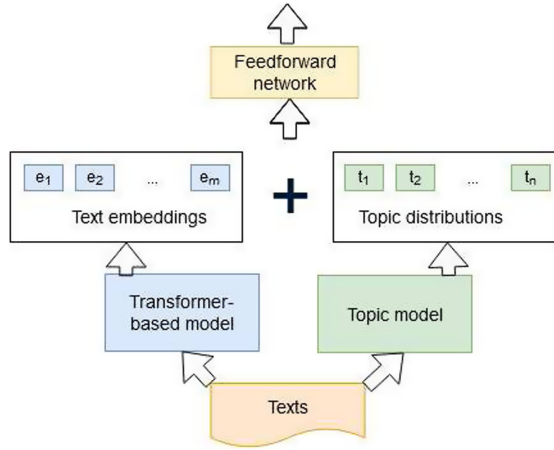 Feedforward
network
e1 e2 ... em
t1 t2 ... tn
Text embeddings
+
Topic distributions
Transformer-
based model
Topic model
Texts